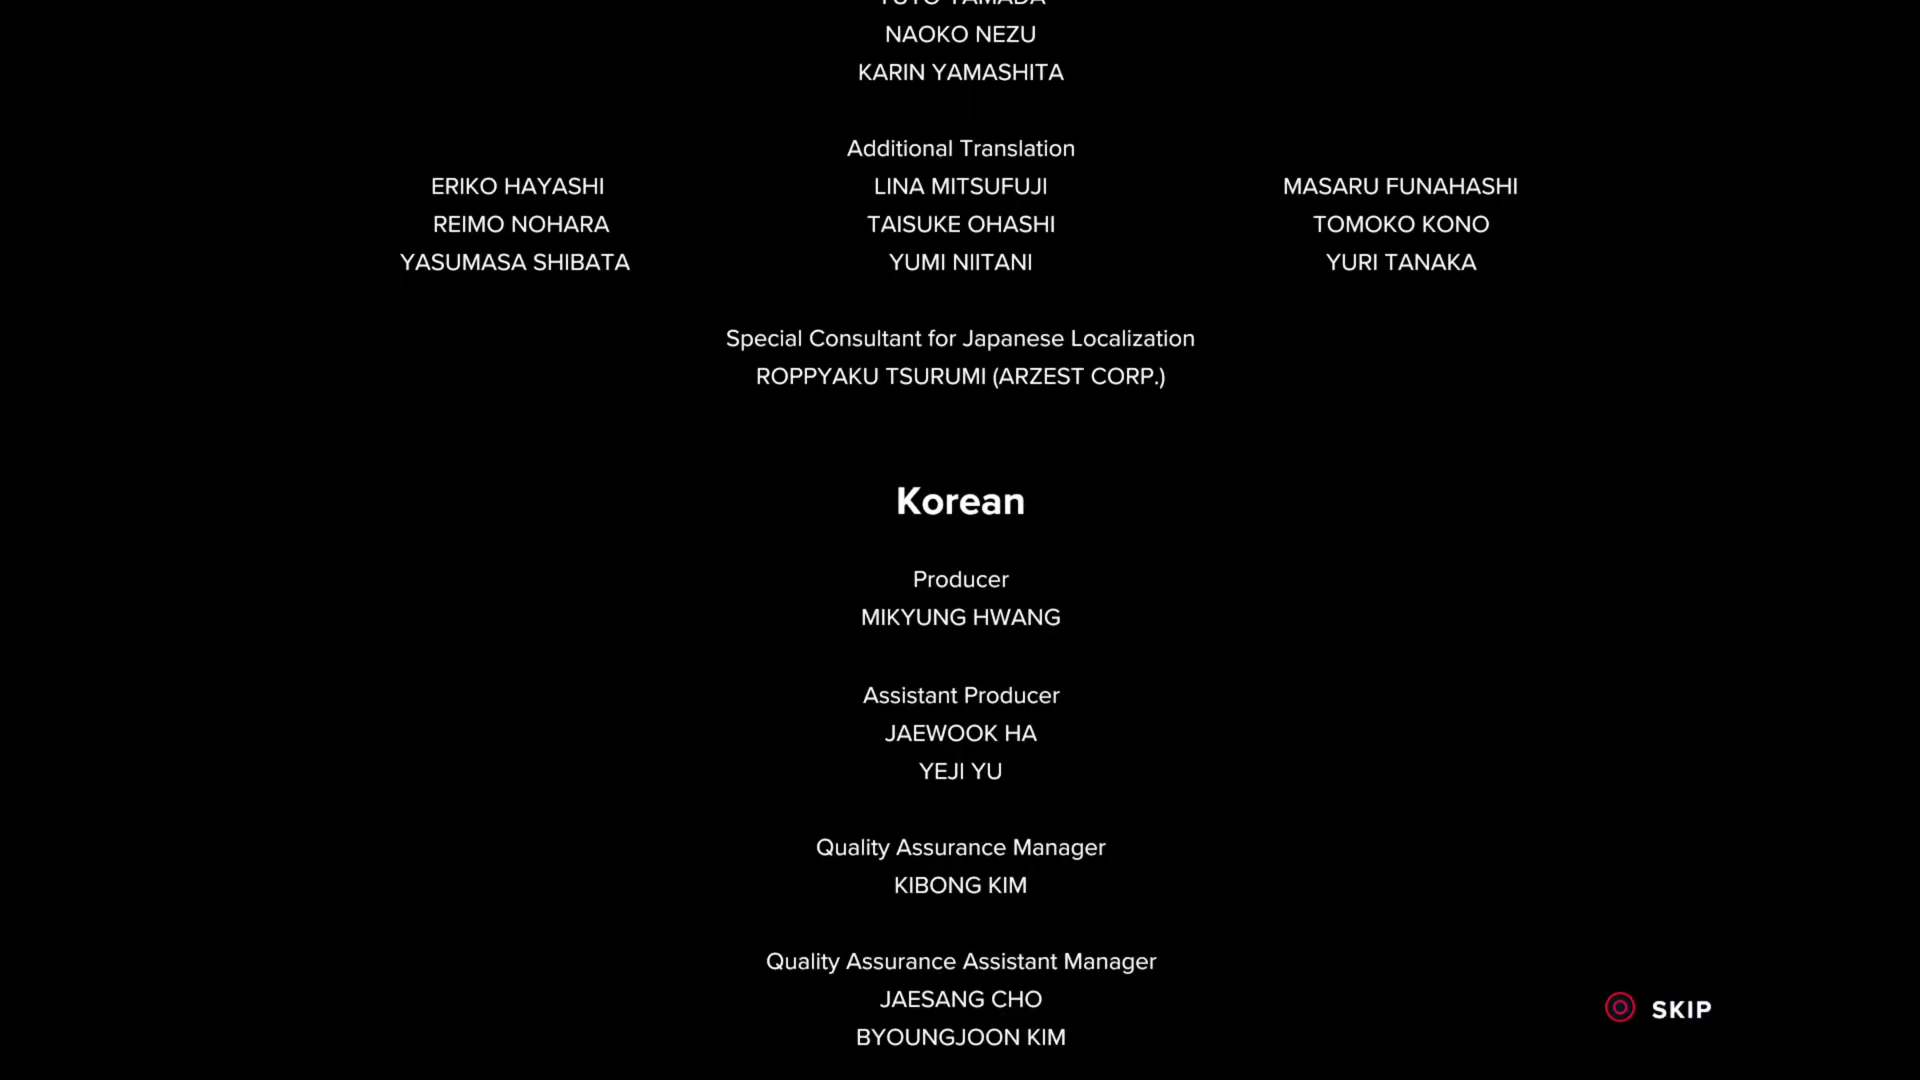 YUTO YAMADA
NAOKO NEZU
KARIN YAMASHITA
Additional Translation
ERIKO HAYASHI LINA MITSUFUJI MASARU FUNAHASHI
REIMO NOHARA TAISUKE OHASHI TOMOKO KONO
YASUMASA SHIBATA YUMI NIITANI YURI TANAKA
Special Consultant for Japanese Localization
ROPPYAKU TSURUMI (ARZEST CORP.)
Korean
Producer
MIKYUNG HWANG
Assistant Producer
JAEWOOK HA
YEJI YU
Quality Assurance Manager
KIBONG KIM
Quality Assurance Assistant Manager
JAESANG CHO
BYOUNGJOON KIM
SKIP